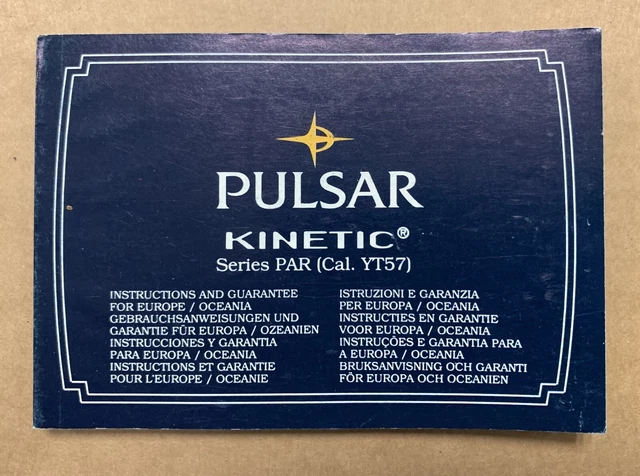 PULSAR
KINETIC®
Series PAR (Cal. YT57)
INSTRUCTIONS AND GUARANTEE
FOR EUROPE / OCEANIA
GEBRAUCHSANWEISUNGEN UND
GARANTIE FÜR EUROPA / OZEANIEN
INSTRUCCIONES Y GARANTIA
PARA EUROPA / OCEANIA
INSTRUCTIONS ET GARANTIE
POUR L'EUROPE / OCEANIE
ISTRUZIONI E GARANZIA
PER EUROPA / OCEANIA
INSTRUCTIES EN GARANTIE
VOOR EUROPA / OCEANIA
INSTRUÇÕES E GARANTIA PARA
A EUROPA / OCEANIA
BRUKSANVISNING OCH GARANTI
FÖR EUROPA OCH OCEANIEN